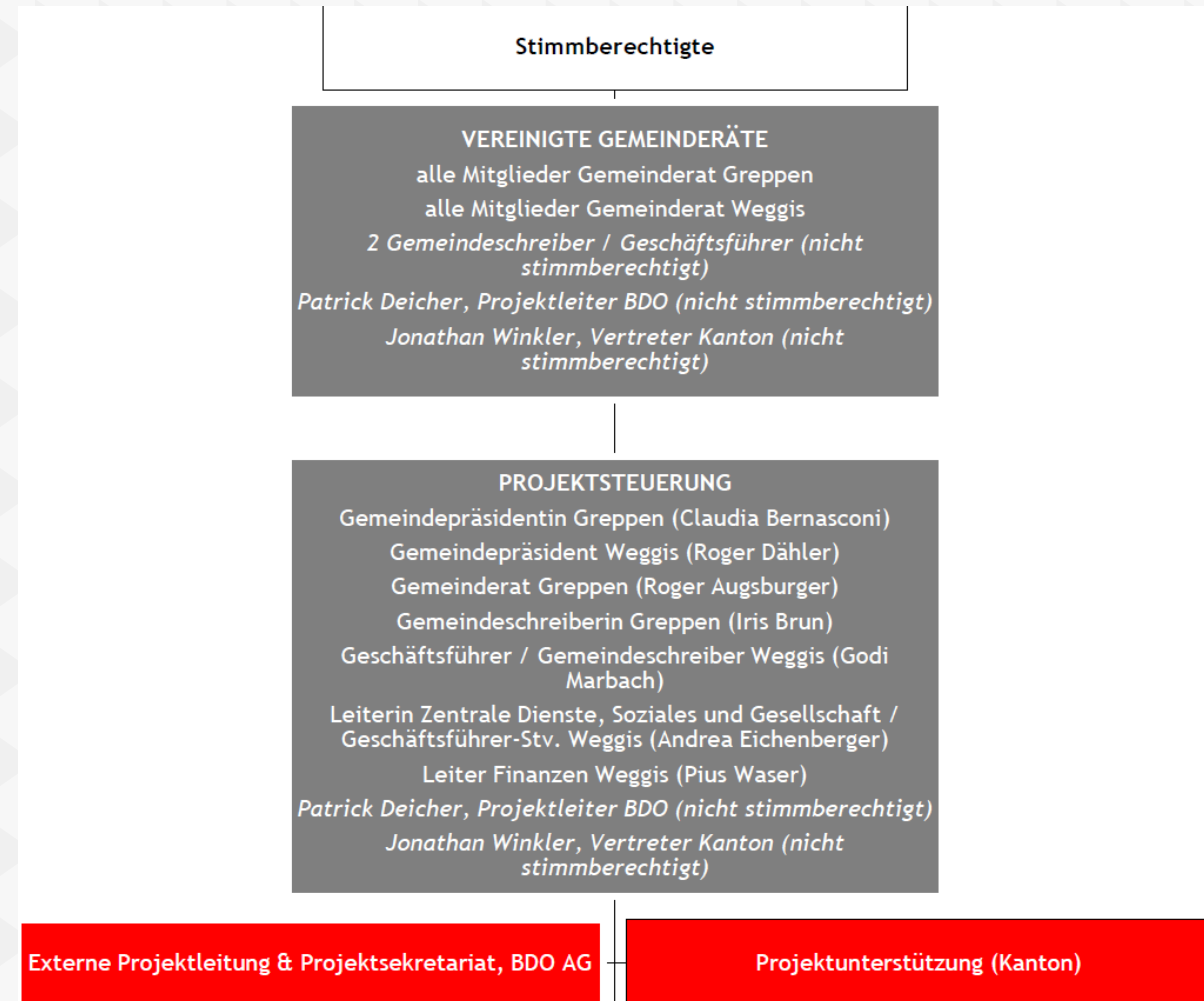 Stimmberechtigte
VEREINIGTE GEMEINDERÄTE
alle Mitglieder Gemeinderat Greppen
alle Mitglieder Gemeinderat Weggis
2 Gemeindeschreiber / Geschäftsführer (nicht
stimmberechtigt)
Patrick Deicher, Projektleiter BDO (nicht stimmberechtigt)
Jonathan Winkler, Vertreter Kanton (nicht
stimmberechtigt)
PROJEKTSTEUERUNG
Gemeindepräsidentin Greppen (Claudia Bernasconi)
Gemeindepräsident Weggis (Roger Dähler)
Gemeinderat Greppen (Roger Augsburger)
Gemeindeschreiberin Greppen (Iris Brun)
Geschäftsführer / Gemeindeschreiber Weggis (Godi
Marbach)
Leiterin Zentrale Dienste, Soziales und Gesellschaft /
Geschäftsführer-Stv. Weggis (Andrea Eichenberger)
Leiter Finanzen Weggis (Pius Waser)
Patrick Deicher, Projektleiter BDO (nicht stimmberechtigt)
Jonathan Winkler, Vertreter Kanton (nicht
stimmberechtigt)
Externe Projektleitung & Projektsekretariat, BDO AG
Projektunterstützung (Kanton)